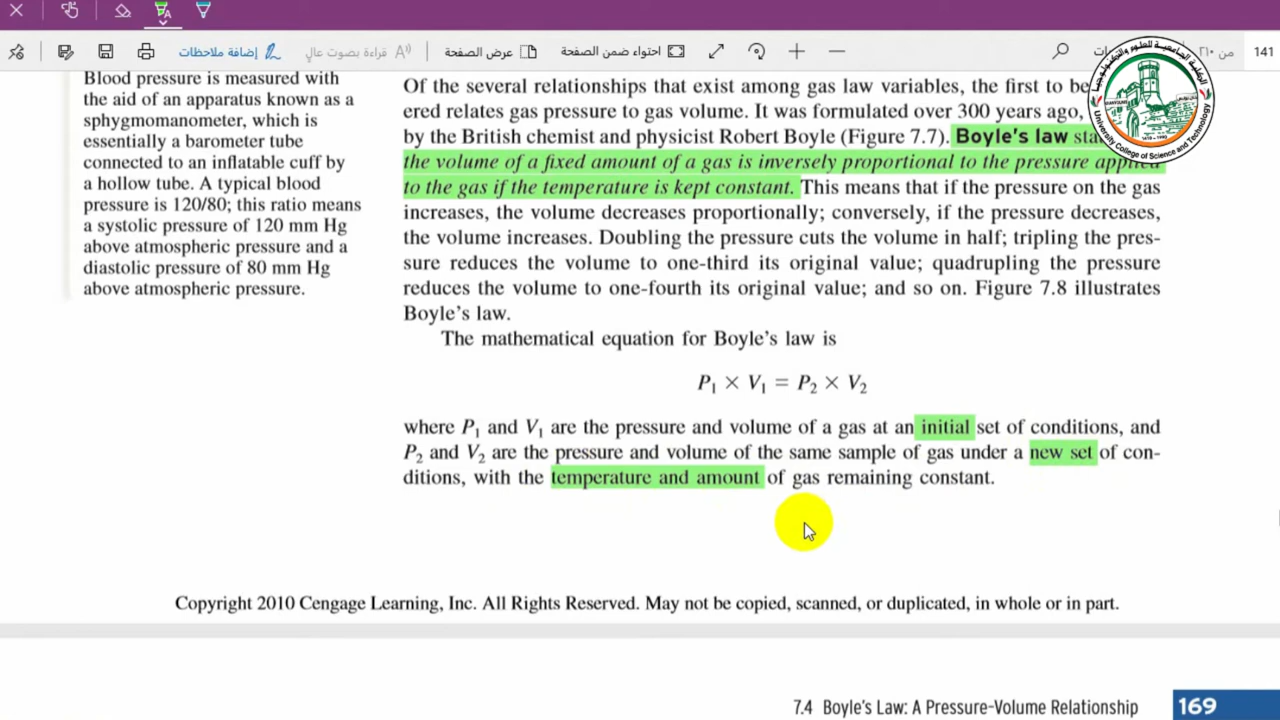 إضافة ملاحظات
قراءة بصوت عالٍ
عرض الصفحة
احتواء ضمن الصفحة
من ٢١٠
141
Blood pressure is measured with
the aid of an apparatus known as a
sphygmomanometer, which is
essentially a barometer tube
connected to an inflatable cuff by
a hollow tube. A typical blood
pressure is 120/80; this ratio means
a systolic pressure of 120 mm Hg
above atmospheric pressure and a
diastolic pressure of 80 mm Hg
above atmospheric pressure.
Of several relationships that exist among gas law variables, the first to be
ered relates gas pressure to gas volume. It was formulated over 300 years ago,
by the British chemist and physicist Robert Boyle (Figure 7.7). Boyle's law sta
the volume of a fixed amount of a gas is inversely proportional to the pressure applied
to the gas if the temperature is kept constant. This means that if the pressure on the gas
increases, the volume decreases proportionally; conversely, if the pressure decreases,
the volume increases. Doubling the pressure cuts the volume in half; tripling the pres-
sure reduces the volume to one-third its original value; quadrupling the pressure
reduces the volume to one-fourth its original value; and so on. Figure 7.8 illustrates
Boyle's law.
The mathematical equation for Boyle's law is
P₁ × V₁ = P₂ × V₂
where P₁ and V₁ are the pressure and volume of a gas at an initial set of conditions, and
P₂ and V₂ are the pressure and volume of the same sample of gas under a new set of con-
ditions, with the temperature and amount of gas remaining constant.
Copyright 2010 Cengage Learning, Inc. All Rights Reserved. May not be copied, scanned, or duplicated, in whole or in part.
7.4 Boyle's Law: A Pressure-Volume Relationship
169
الكلية الجامعية للعلوم والتكنولوجيا
University College of Science and Technology